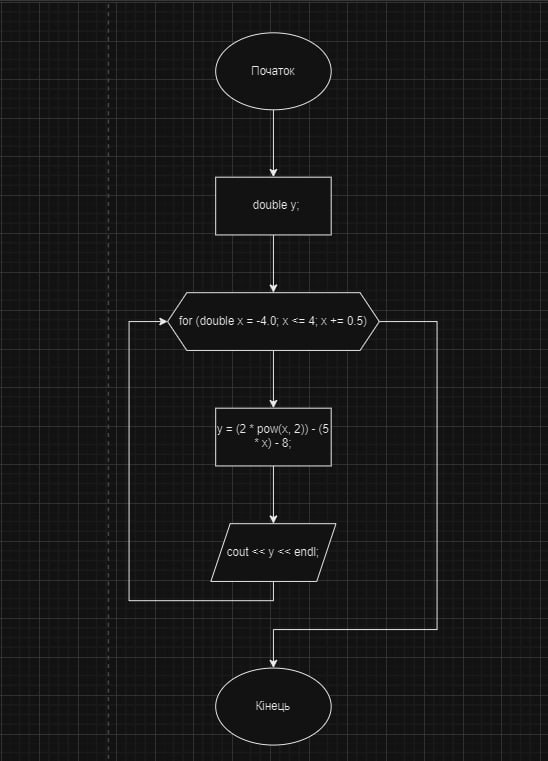 Початок
double y;
for (double x = -4.0; x <= 4; x += 0.5)
y = (2 * pow(x, 2)) - (5
* x) - 8;
cout << y << endl;
Кінець